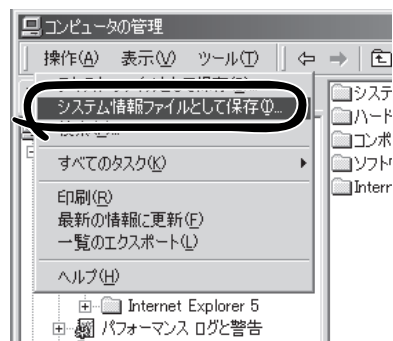 コンピュータの管理
操作(A) 表示(V) ツール(T)
システム情報ファイルとして保存(I)...
すべてのタスク(K)
印刷(R)
最新の情報に更新(F)
一覧のエクスポート(L)
ヘルプ(H)
Internet Explorer 5
パフォーマンス ログと警告
システ
ハード
コンポ
ソフト
Intern